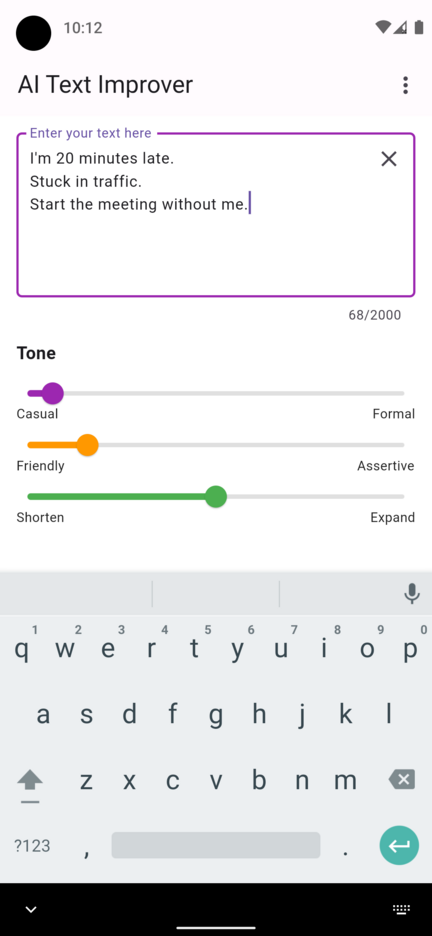 10:12
AI Text Improver
Enter your text here
I'm 20 minutes late.
Stuck in traffic.
Start the meeting without me.
68/2000
Tone
Casual Formal
Friendly Assertive
Shorten Expand
1 2 3 4 5 6 7 8 9 0
q w e r t y u i o p
a s d f g h j k l
z x c v b n m
?123 , .